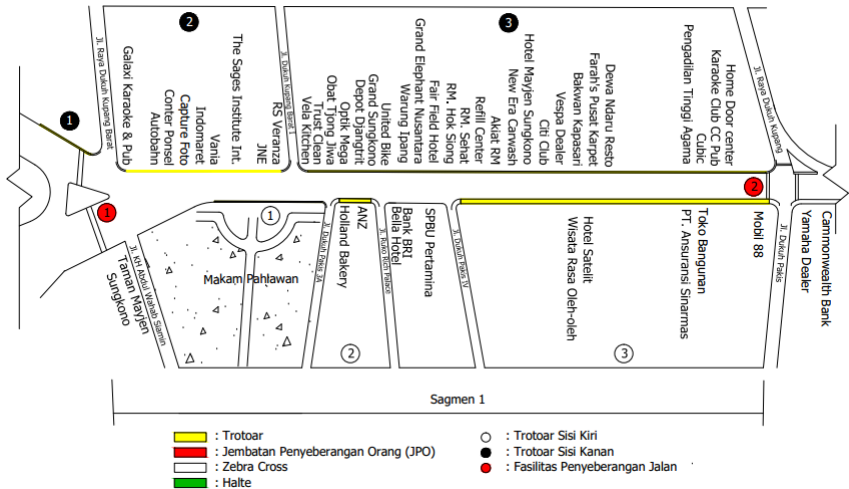 2
3
1
Jl. Raya Dukuh Kupang Barat
Galaxi Karaoke & Pub
Autobahn
Conter Ponsel
Capture Foto
Indomaret
Vania
The Sages Institute Int.
JNE
RS Veranza
Jl. Dukuh Kupang Barat I
Vela Kitchen
Trust Clean
Obat Tjong Jiwa
Optik Mega
Depot Djangkrit
Grand Sungkono
United Bike
Warung Ipang
Grand Elephant Nusantara
Fair Field Hotel
RM. Hok Siong
RM. Sehat
Refill Center
Akiat RM
New Era Carwash
Hotel Mayjen Sungkono
Citi Club
Vespa Dealer
Bakwan Kapasari
Farah's Pusat Karpet
Dewa Ndaru Resto
Pengadilan Tinggi Agama
Cubic
Karaoke Club CC Pub
Home Door center
Jl. Raya Dukuh Kupang
1
2
1
Jl. KH Abdul Wahab Siamin
Taman Mayjen
Sungkono
Makam Pahlawan
Jl. Dukuh Pakis 3A
Holland Bakery
ANZ
2
Jl. Ruko Rich Palace
Bella Hotel
Bank BRI
SPBU Pertamina
Jl. Dukuh Pakis IV
Wisata Rasa Oleh-oleh
Hotel Satelit
3
PT. Ansuransi Sinarmas
Toko Bangunan
Mobil 88
Jl. Dukuh Pakis
Yamaha Dealer
Cammonwealth Bank
Sagmen 1
: Trotoar
: Jembatan Penyeberangan Orang (JPO)
: Zebra Cross
: Halte
: Trotoar Sisi Kiri
: Trotoar Sisi Kanan
: Fasilitas Penyeberangan Jalan